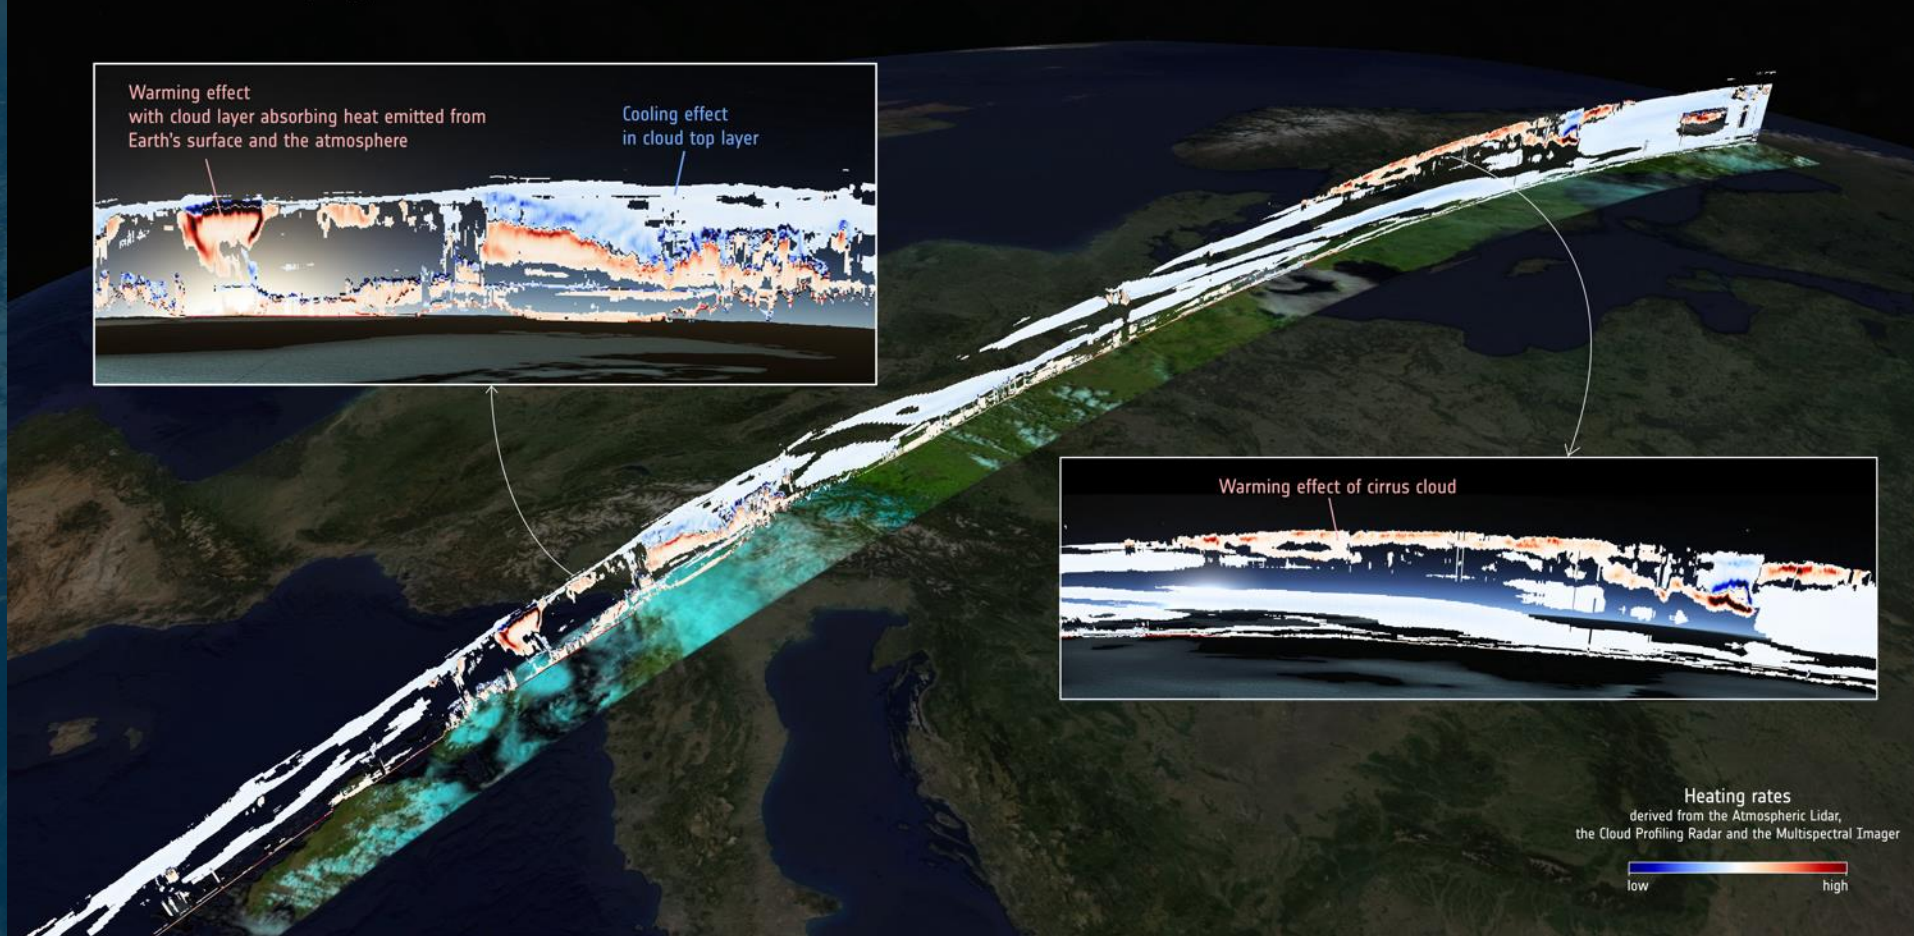 Warming effect
with cloud layer absorbing heat emitted from
Earth's surface and the atmosphere
Cooling effect
in cloud top layer
Warming effect of cirrus cloud
Heating rates
derived from the Atmospheric Lidar,
the Cloud Profiling Radar and the Multispectral Imager
low
high